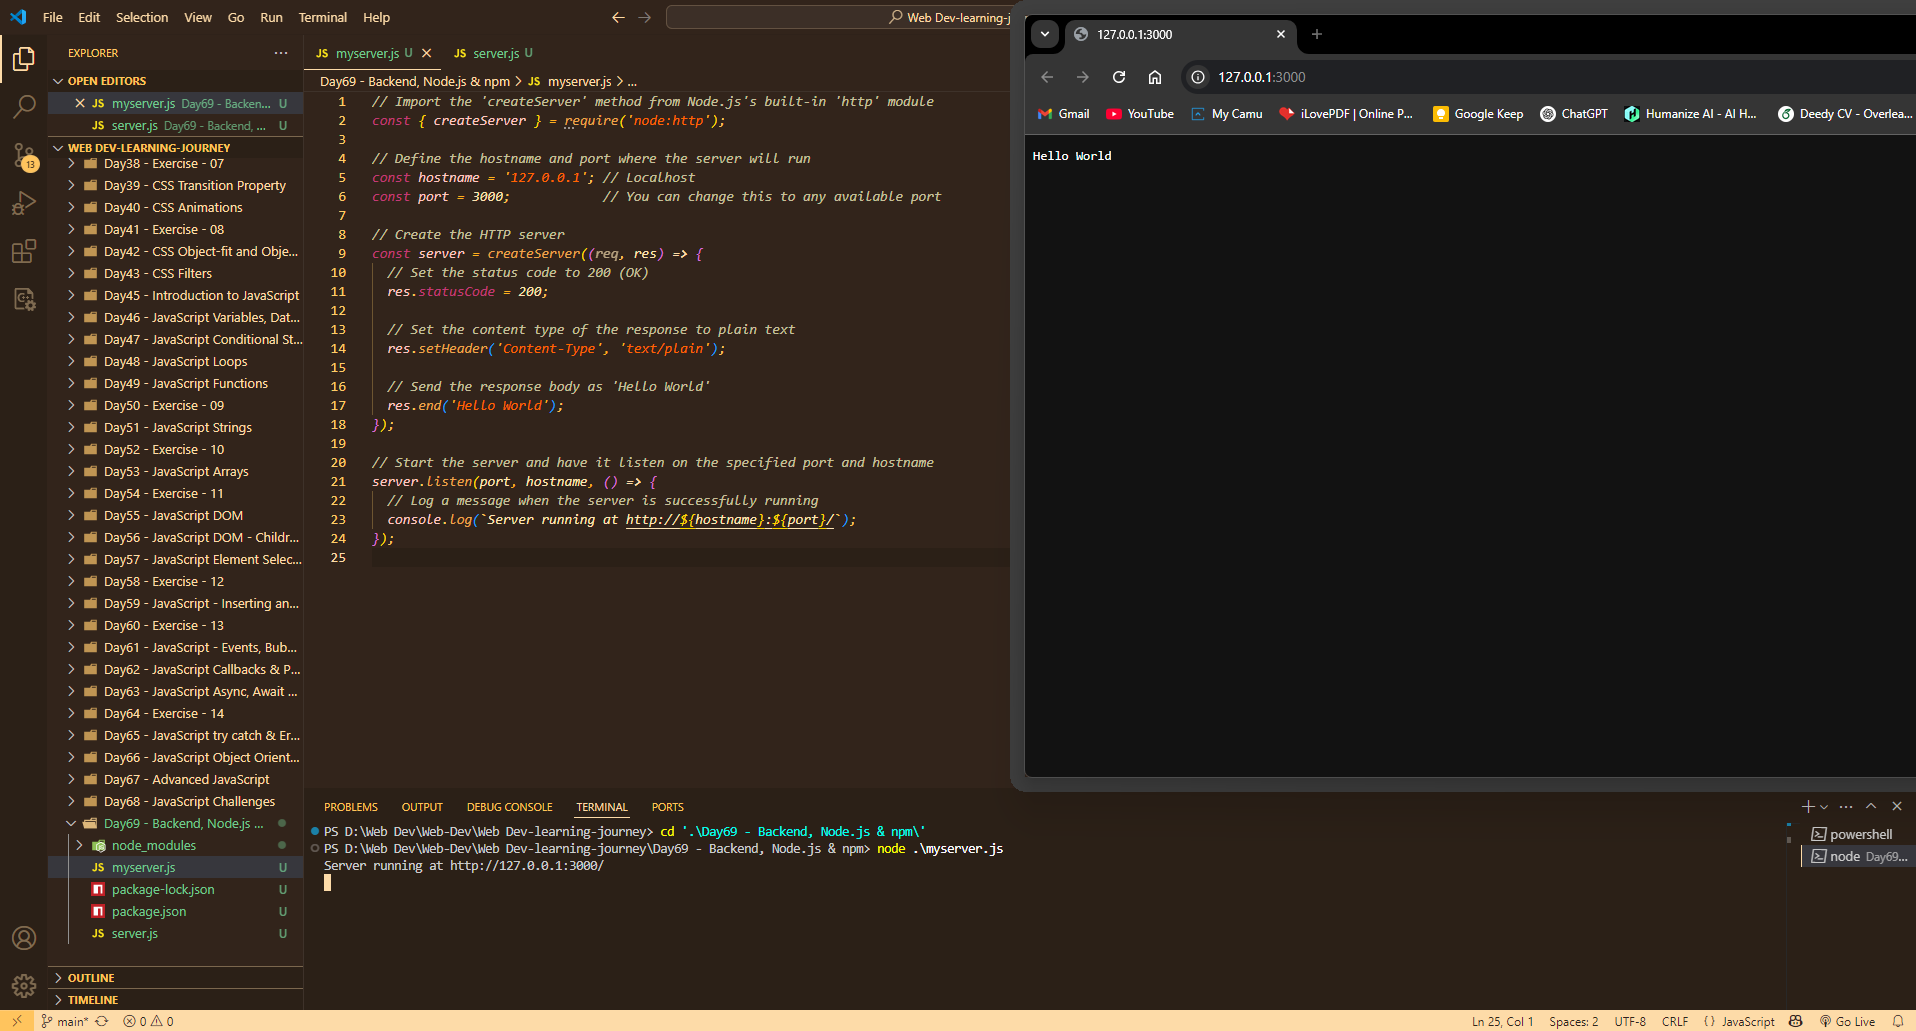 File Edit Selection View Go Run Terminal Help
Web Dev-learning-j
EXPLORER
OPEN EDITORS
JS myserver.js Day69 - Backen... U
JS server.js Day69 - Backend, ... U
WEB DEV-LEARNING-JOURNEY
Day38 - Exercise - 07
Day39 - CSS Transition Property
Day40 - CSS Animations
Day41 - Exercise - 08
Day42 - CSS Object-fit and Obje...
Day43 - CSS Filters
Day45 - Introduction to JavaScript
Day46 - JavaScript Variables, Dat...
Day47 - JavaScript Conditional St...
Day48 - JavaScript Loops
Day49 - JavaScript Functions
Day50 - Exercise - 09
Day51 - JavaScript Strings
Day52 - Exercise - 10
Day53 - JavaScript Arrays
Day54 - Exercise - 11
Day55 - JavaScript DOM
Day56 - JavaScript DOM - Childr...
Day57 - JavaScript Element Selec...
Day58 - Exercise - 12
Day59 - JavaScript - Inserting an...
Day60 - Exercise - 13
Day61 - JavaScript - Events, Bub...
Day62 - JavaScript Callbacks & P...
Day63 - JavaScript Async, Await ...
Day64 - Exercise - 14
Day65 - JavaScript try catch & Er...
Day66 - JavaScript Object Orient...
Day67 - Advanced JavaScript
Day68 - JavaScript Challenges
Day69 - Backend, Node.js ...
node_modules
JS myserver.js U
package-lock.json U
package.json U
JS server.js U
OUTLINE
TIMELINE
13
JS myserver.js U JS server.js U
Day69 - Backend, Node.js & npm > JS myserver.js > ...
1 // Import the 'createServer' method from Node.js's built-in 'http' module
2 const { createServer } = require('node:http');
3
4 // Define the hostname and port where the server will run
5 const hostname = '127.0.0.1'; // Localhost
6 const port = 3000; // You can change this to any available port
7
8 // Create the HTTP server
9 const server = createServer((req, res) => {
10 // Set the status code to 200 (OK)
11 res.statusCode = 200;
12
13 // Set the content type of the response to plain text
14 res.setHeader('Content-Type', 'text/plain');
15
16 // Send the response body as 'Hello World'
17 res.end('Hello World');
18 });
19
20 // Start the server and have it listen on the specified port and hostname
21 server.listen(port, hostname, () => {
22 // Log a message when the server is successfully running
23 console.log(`Server running at http://${hostname}:${port}/`);
24 });
25
127.0.0.1:3000
127.0.0.1:3000
Gmail YouTube My Camu iLovePDF | Online P... Google Keep ChatGPT Humanize AI - AI H... Deedy CV - Overlea...
Hello World
PROBLEMS OUTPUT DEBUG CONSOLE TERMINAL PORTS
PS D:\Web Dev\Web-Dev\Web Dev-learning-journey> cd '.\Day69 - Backend, Node.js & npm\'
PS D:\Web Dev\Web-Dev\Web Dev-learning-journey\Day69 - Backend, Node.js & npm> node .\myserver.js
Server running at http://127.0.0.1:3000/
powershell
node Day69...
main* 0 0
Ln 25, Col 1 Spaces: 2 UTF-8 CRLF {} JavaScript Go Live